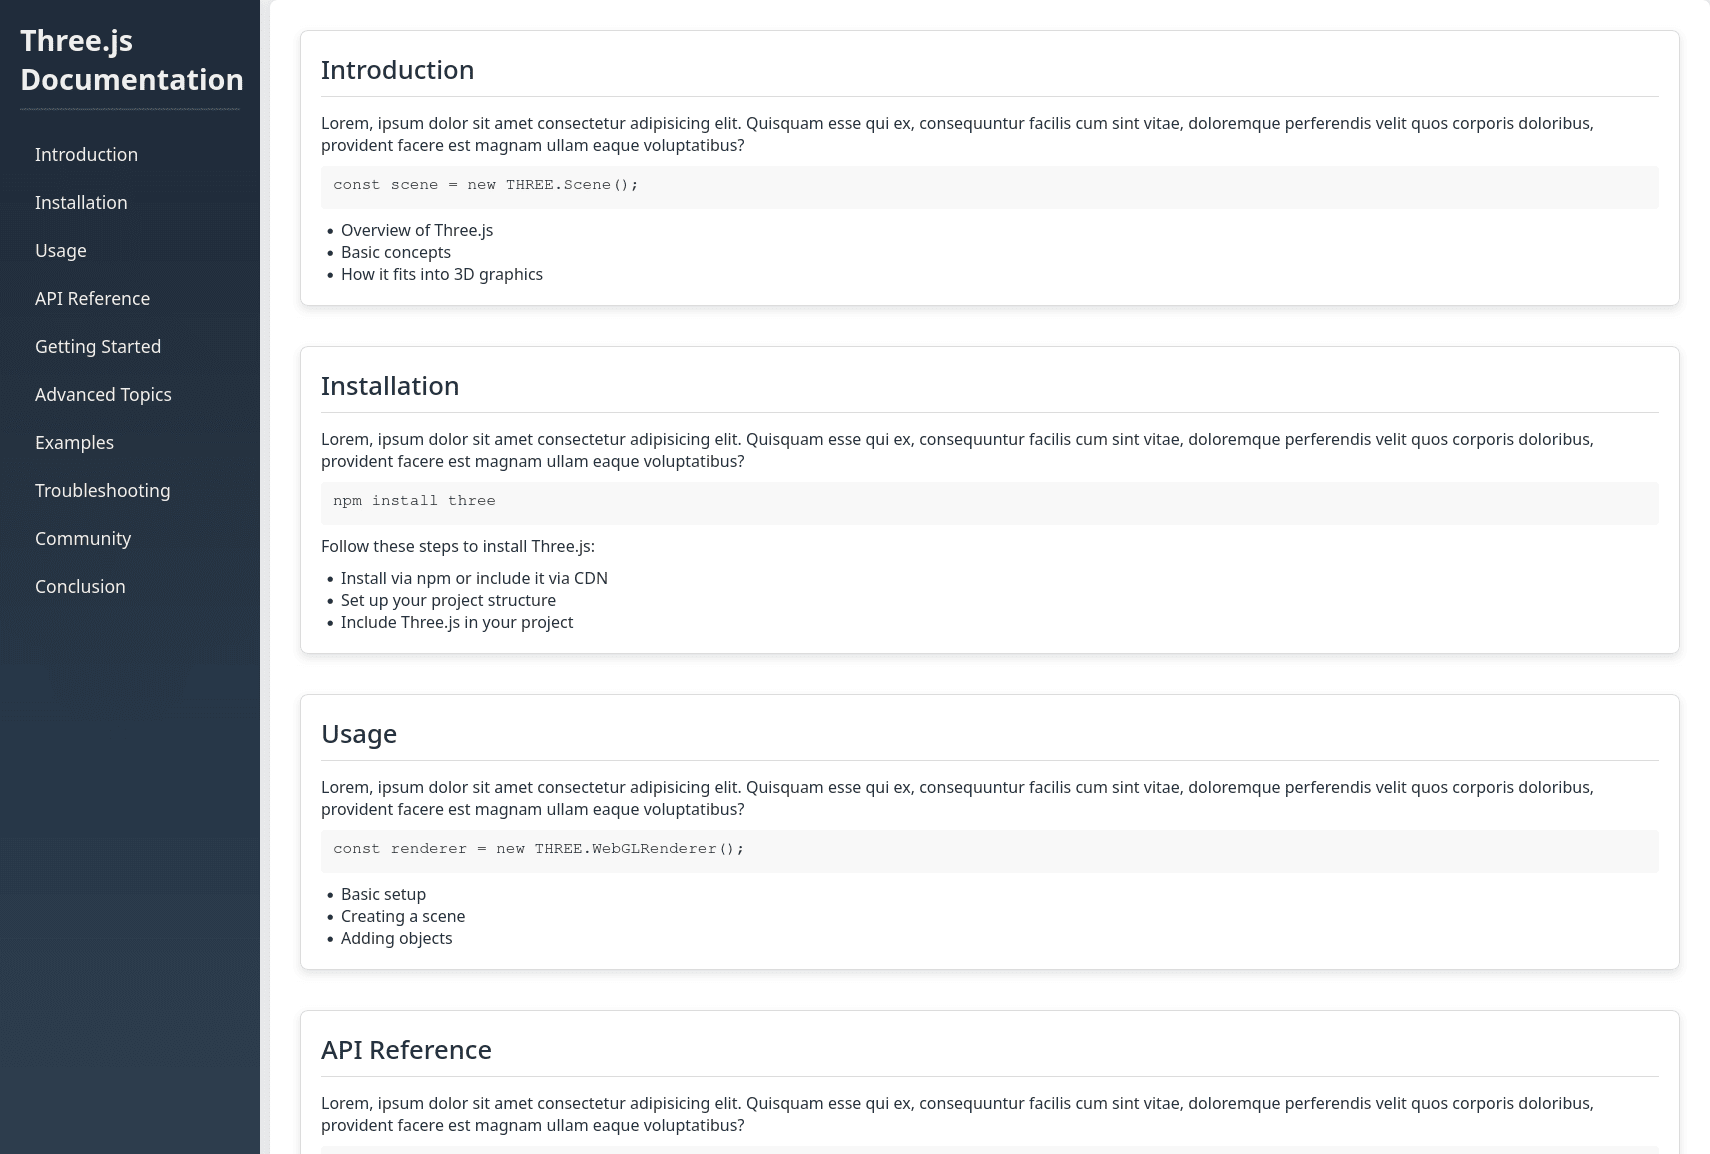 Three.js
Documentation
Introduction
Installation
Usage
API Reference
Getting Started
Advanced Topics
Examples
Troubleshooting
Community
Conclusion
Introduction
Lorem, ipsum dolor sit amet consectetur adipisicing elit. Quisquam esse qui ex, consequuntur facilis cum sint vitae, doloremque perferendis velit quos corporis doloribus,
provident facere est magnam ullam eaque voluptatibus?
const scene = new THREE.Scene();
• Overview of Three.js
• Basic concepts
• How it fits into 3D graphics
Installation
Lorem, ipsum dolor sit amet consectetur adipisicing elit. Quisquam esse qui ex, consequuntur facilis cum sint vitae, doloremque perferendis velit quos corporis doloribus,
provident facere est magnam ullam eaque voluptatibus?
npm install three
Follow these steps to install Three.js:
• Install via npm or include it via CDN
• Set up your project structure
• Include Three.js in your project
Usage
Lorem, ipsum dolor sit amet consectetur adipisicing elit. Quisquam esse qui ex, consequuntur facilis cum sint vitae, doloremque perferendis velit quos corporis doloribus,
provident facere est magnam ullam eaque voluptatibus?
const renderer = new THREE.WebGLRenderer();
• Basic setup
• Creating a scene
• Adding objects
API Reference
Lorem, ipsum dolor sit amet consectetur adipisicing elit. Quisquam esse qui ex, consequuntur facilis cum sint vitae, doloremque perferendis velit quos corporis doloribus,
provident facere est magnam ullam eaque voluptatibus?